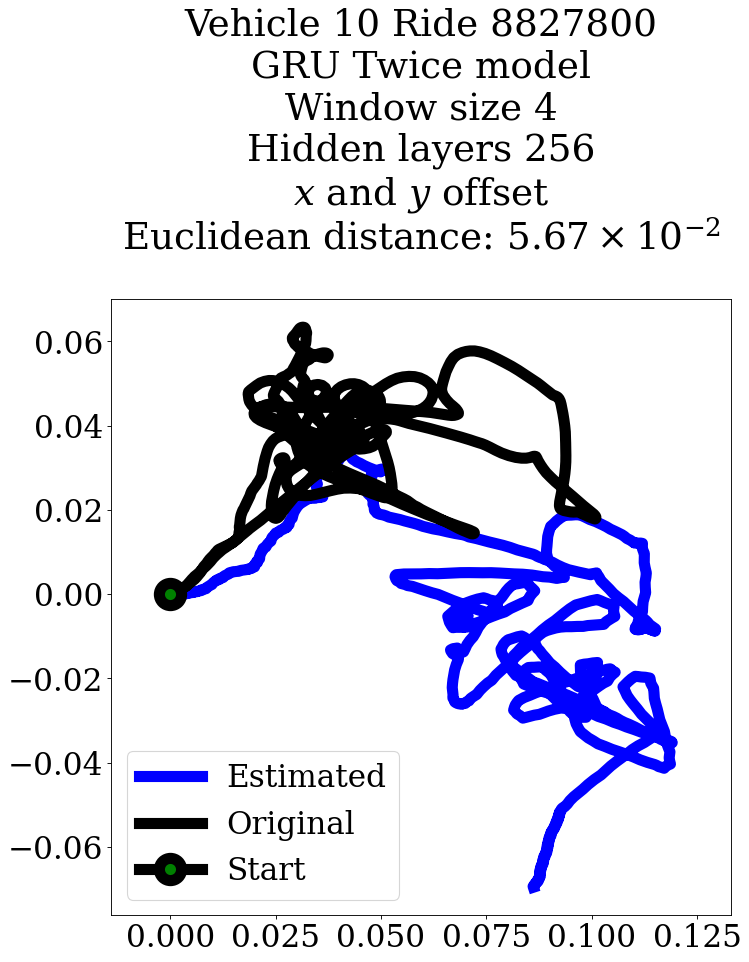 Vehicle 10 Ride 8827800
GRU Twice model
Window size 4
Hidden layers 256
x and y offset
Euclidean distance: 5.67 × 10⁻²
0.06
0.04
0.02
0.00
−0.02
−0.04
−0.06
Estimated
Original
Start
0.000 0.025 0.050 0.075 0.100 0.125